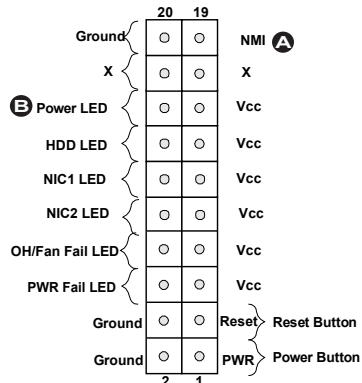 20 19
Ground NMI A
X X
B Power LED Vcc
HDD LED Vcc
NIC1 LED Vcc
NIC2 LED Vcc
OH/Fan Fail LED Vcc
PWR Fail LED Vcc
Ground Reset Reset Button
Ground PWR Power Button
2 1